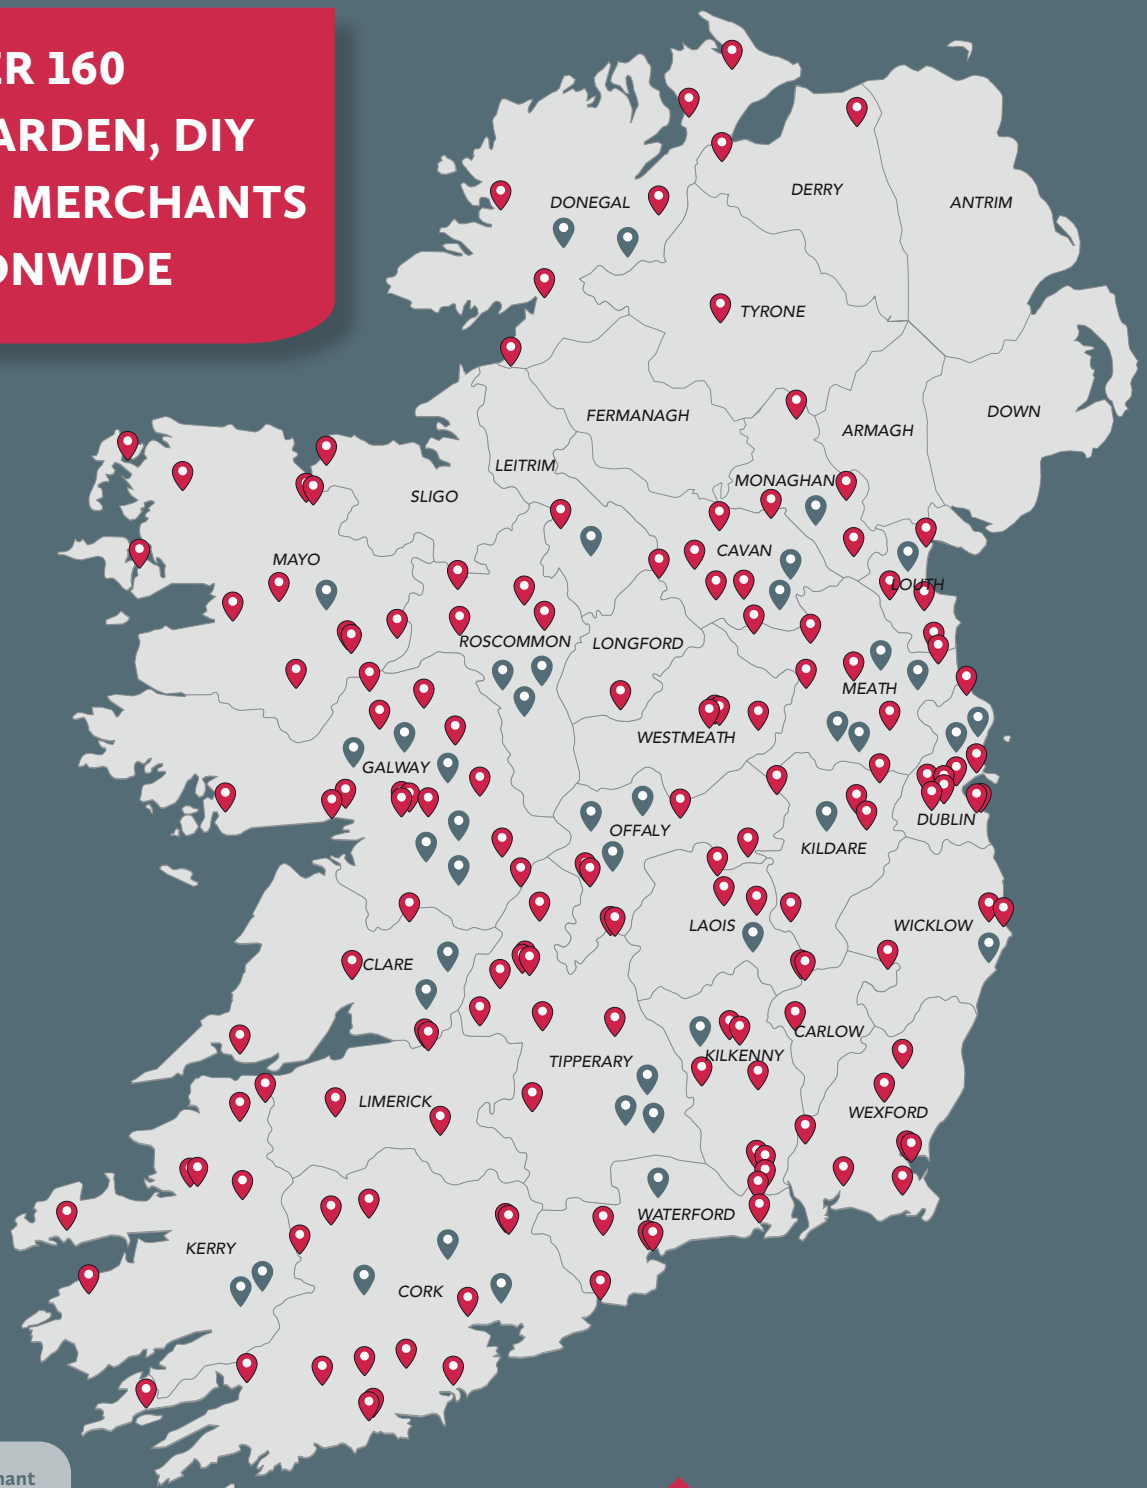 ER 160
ARDEN, DIY
MERCHANTS
ONWIDE
DONEGAL
DERRY
ANTRIM
TYRONE
FERMANAGH
DOWN
ARMAGH
LEITRIM
MONAGHAN
SLIGO
CAVAN
MAYO
LOUTH
ROSCOMMON
LONGFORD
MEATH
WESTMEATH
GALWAY
OFFALY
DUBLIN
KILDARE
LAOIS
WICKLOW
CLARE
CARLOW
TIPPERARY
KILKENNY
LIMERICK
WEXFORD
WATERFORD
KERRY
CORK
nant